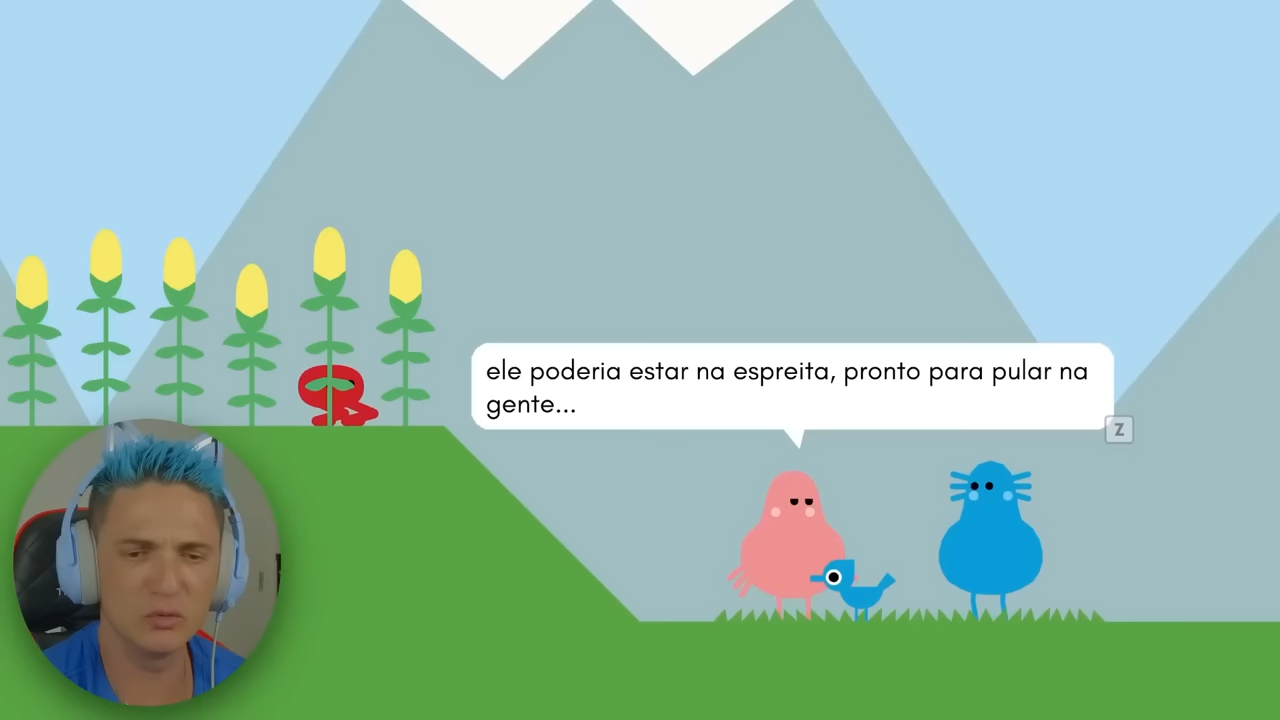 ele poderia estar na espreita, pronto para pular na
gente...
Z